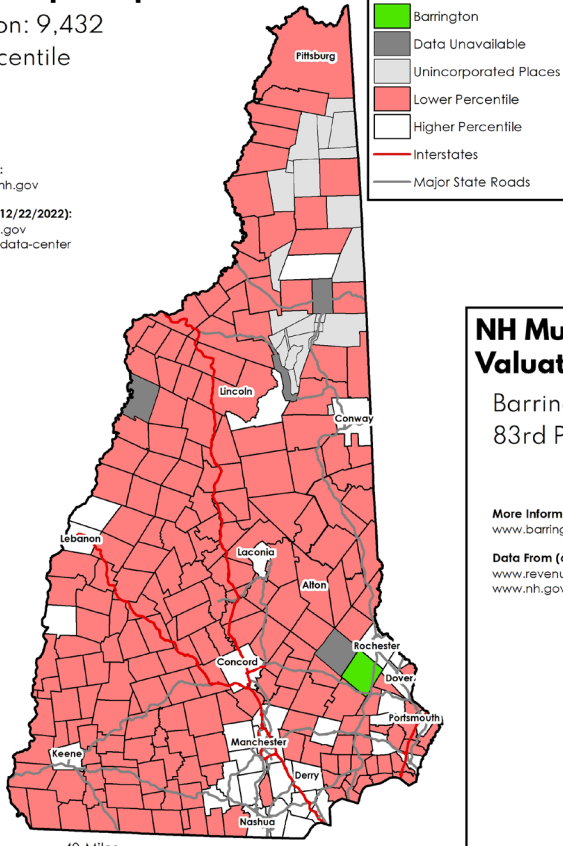 on: 9,432
centile
:
nh.gov
12/22/2022):
.gov
data-center
Barrington
Data Unavailable
Unincorporated Places
Lower Percentile
Higher Percentile
Interstates
Major State Roads
Pittsburg
Lincoln
Conway
Lebanon
Laconia
Alton
Rochester
Concord
Dover
Portsmouth
Manchester
Keene
Derry
Nashua
NH Mu
Valuat
Barrin
83rd P
More Inform
www.barring
Data From (
www.revenu
www.nh.gov